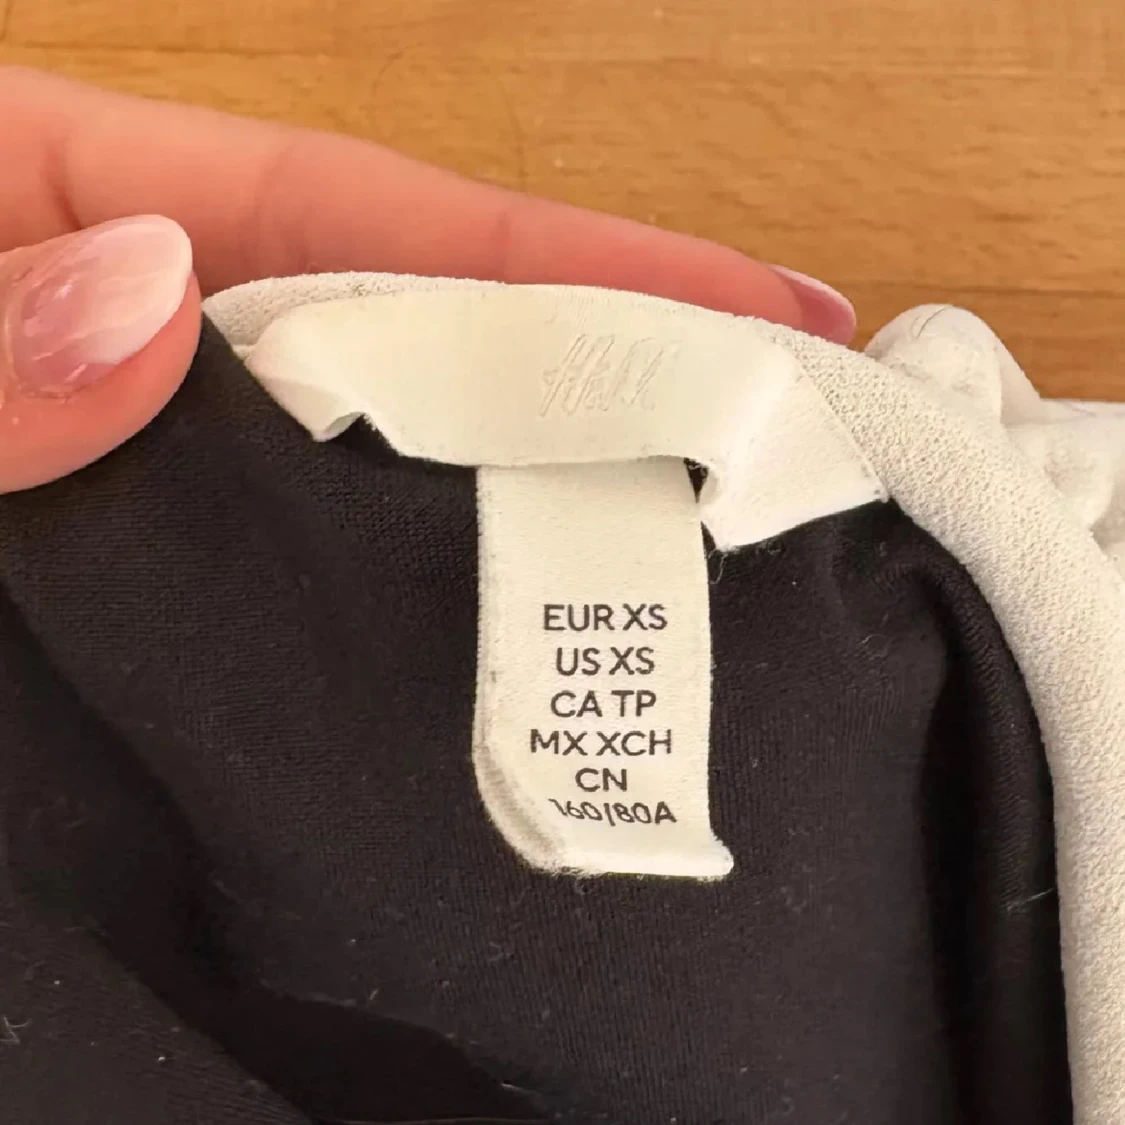 H&M
EUR XS
US XS
CA TP
MX XCH
CN
160/80A